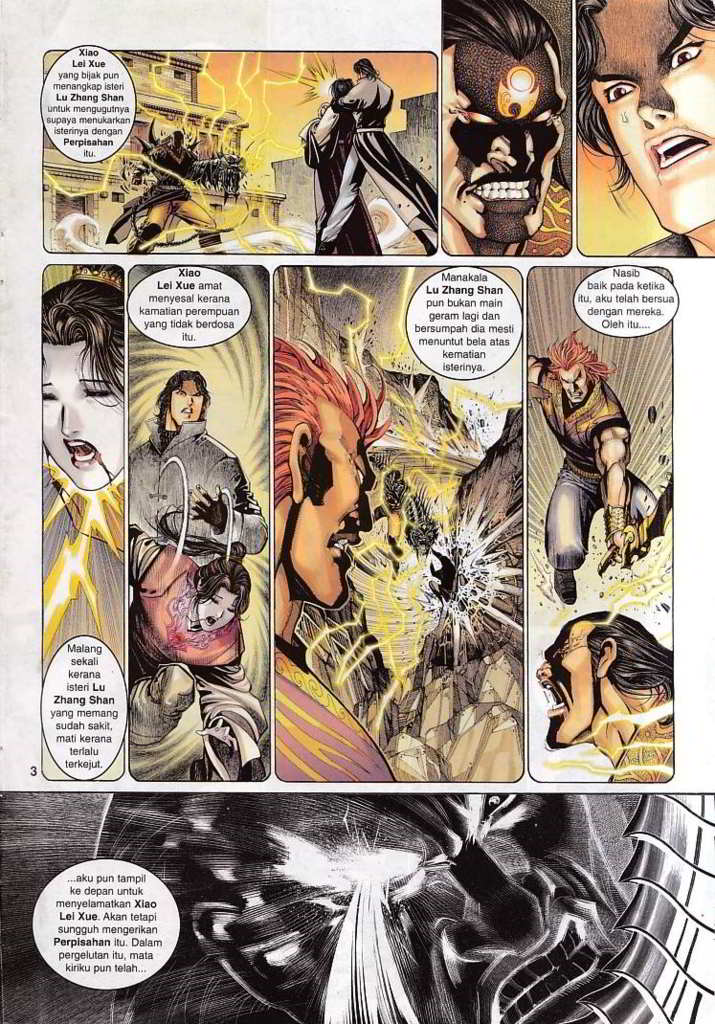 Xiao
Lei Xue
yang bijak pun
menangkap isteri
Lu Zhang Shan
untuk mengugutnya
supaya menukarkan
isterinya dengan
Perpisahan
itu.
Xiao
Lei Xue amat
menyesal kerana
kamatian perempuan
yang tidak berdosa
itu.
Manakala
Lu Zhang Shan
pun bukan main
geram lagi dan
bersumpah dia mesti
menuntut bela atas
kematian
isterinya.
Nasib
baik pada ketika
itu, aku telah bersua
dengan mereka.
Oleh itu....
Malang
sekali
kerana
isteri Lu
Zhang Shan
yang memang
sudah sakit,
mati kerana
terlalu
terkejut.
3
...aku pun tampil
ke depan untuk
menyelamatkan Xiao
Lei Xue. Akan tetapi
sungguh mengerikan
Perpisahan itu. Dalam
pergelutan itu, mata
kiriku pun telah...